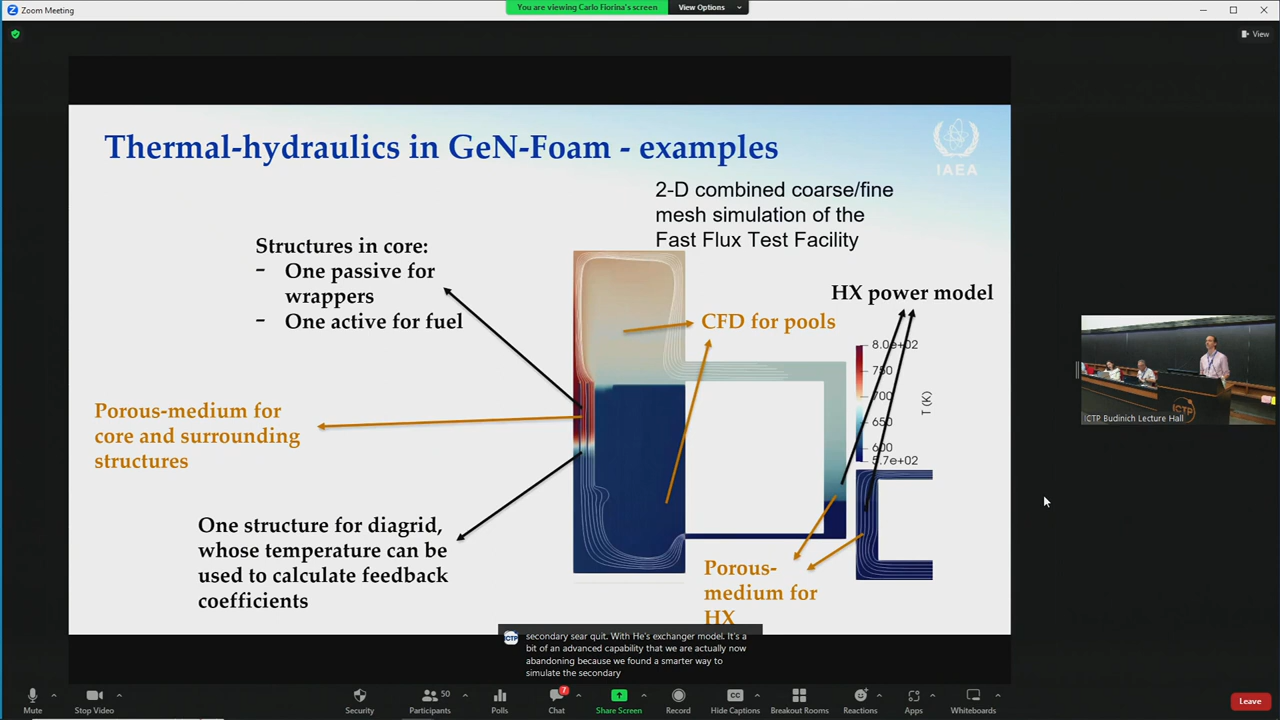 Zoom Meeting
You are viewing Carlo Fiorina's screen
View Options
View
Thermal-hydraulics in GeN-Foam - examples
IAEA
2-D combined coarse/fine
mesh simulation of the
Fast Flux Test Facility
Structures in core:
- One passive for
wrappers
- One active for fuel
HX power model
CFD for pools
8.0e+02
750
700
650
600
5.7e+02
T (K)
Porous-medium for
core and surrounding
structures
One structure for diagrid,
whose temperature can be
used to calculate feedback
coefficients
Porous-
medium for
HX
ICTP
ICTP Budinich Lecture Hall
ICTP
secondary sear quit. With He's exchanger model. It's a
bit of an advanced capability that we are actually now
abandoning because we found a smarter way to
simulate the secondary
Mute
Stop Video
Security
50
Participants
Polls
7
Chat
Share Screen
Record
CC
Hide Captions
Breakout Rooms
Reactions
Apps
Whiteboards
Leave